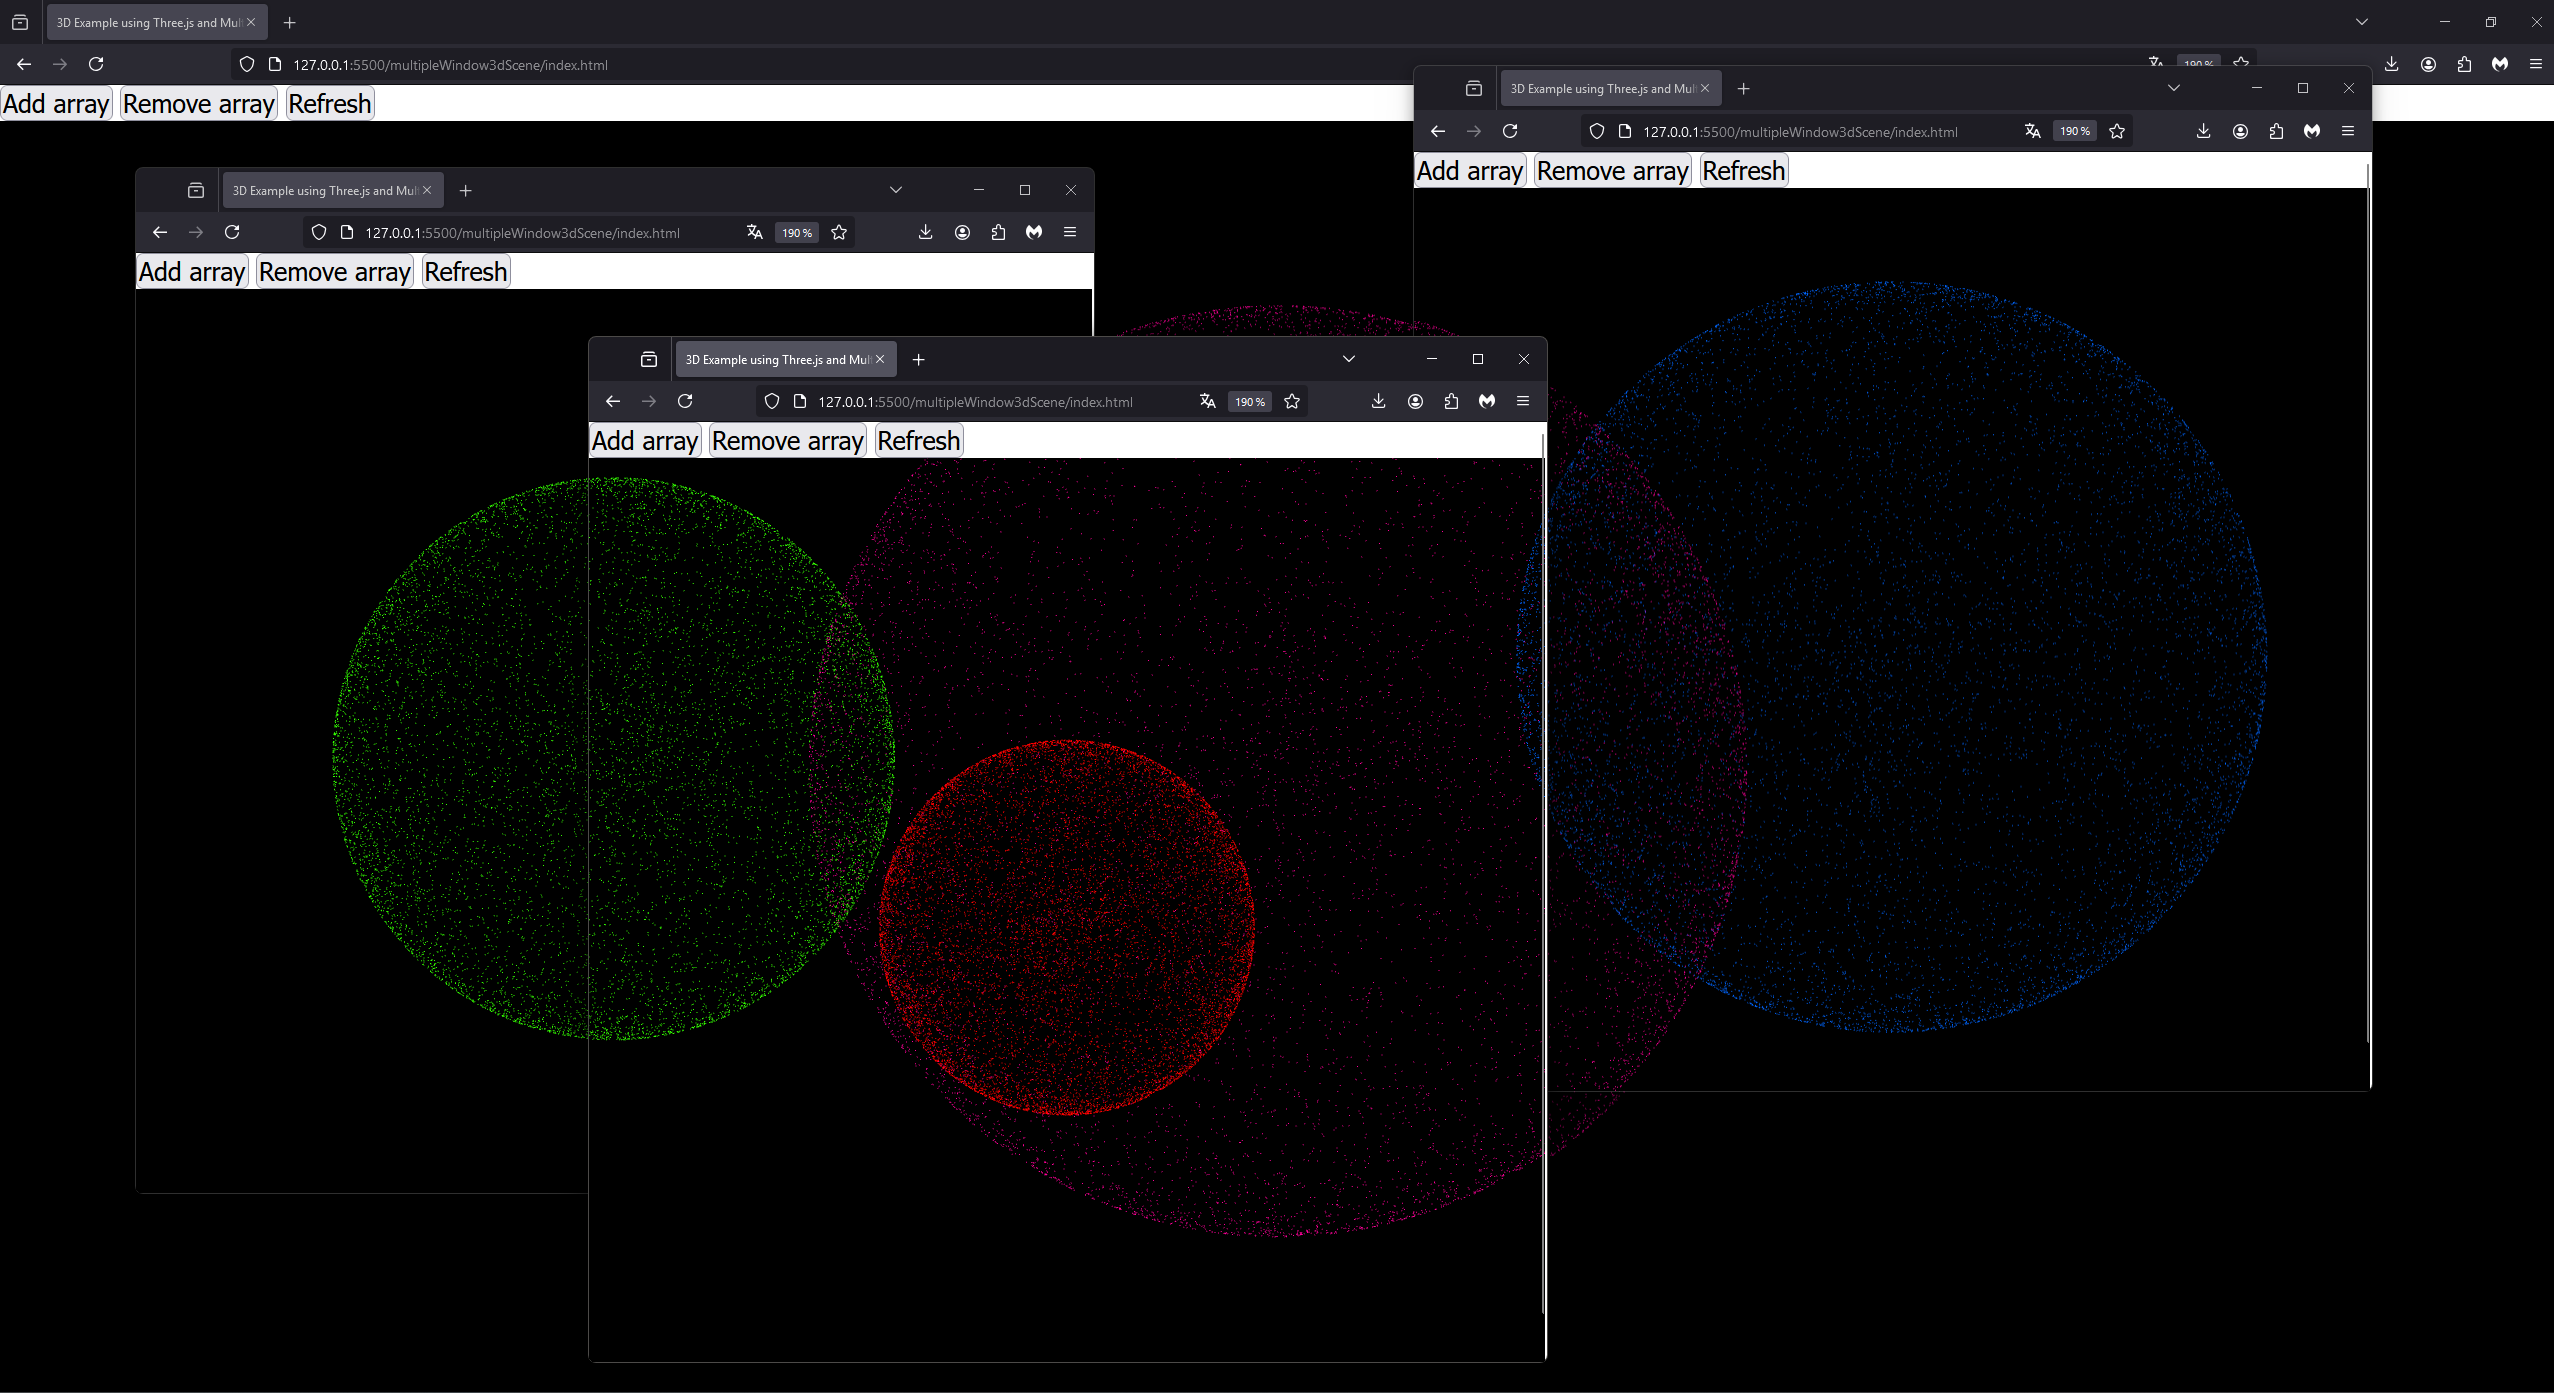 3D Example using Three.js and Mul
127.0.0.1:5500/multipleWindow3dScene/index.html
190 %
Add array Remove array Refresh
3D Example using Three.js and Mul
127.0.0.1:5500/multipleWindow3dScene/index.html
190 %
Add array Remove array Refresh
3D Example using Three.js and Mul
127.0.0.1:5500/multipleWindow3dScene/index.html
190 %
Add array Remove array Refresh
3D Example using Three.js and Mul
127.0.0.1:5500/multipleWindow3dScene/index.html
190 %
Add array Remove array Refresh